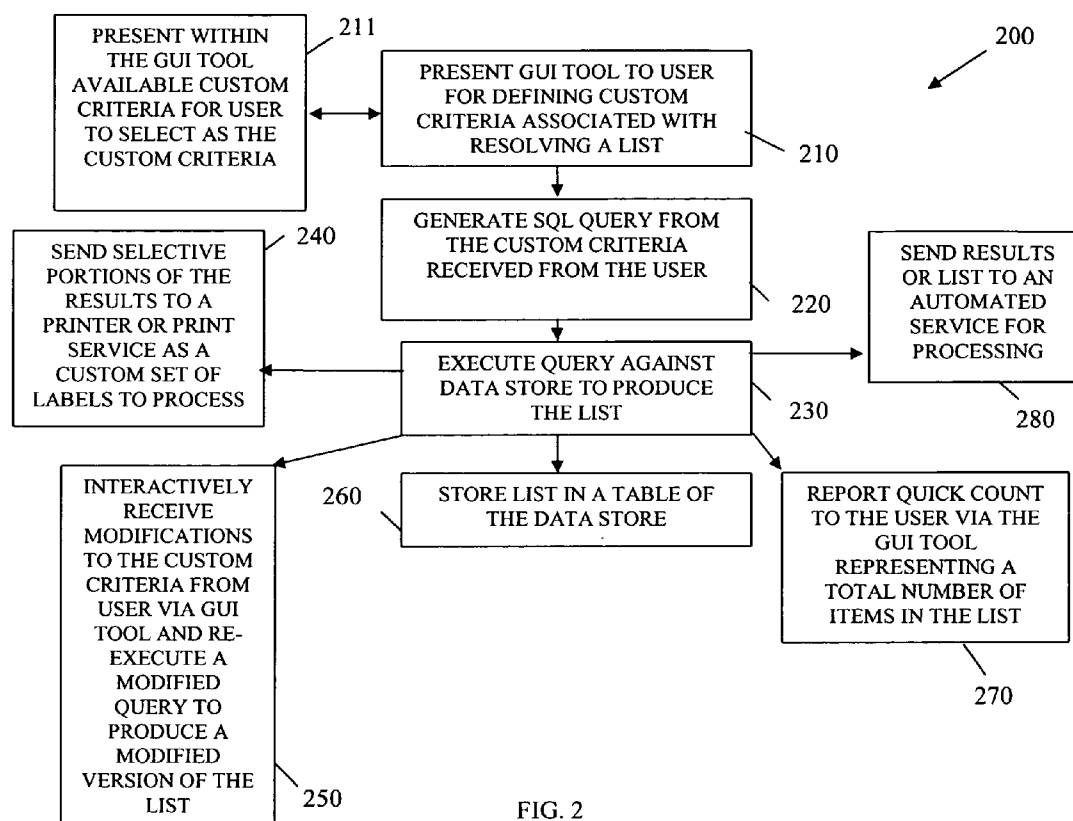 PRESENT WITHIN
THE GUI TOOL
AVAILABLE CUSTOM
CRITERIA FOR USER
TO SELECT AS THE
CUSTOM CRITERIA
211
PRESENT GUI TOOL TO USER
FOR DEFINING CUSTOM
CRITERIA ASSOCIATED WITH
RESOLVING A LIST
210
200
GENERATE SQL QUERY FROM
THE CUSTOM CRITERIA
RECEIVED FROM THE USER
220
240
SEND SELECTIVE
PORTIONS OF THE
RESULTS TO A
PRINTER OR PRINT
SERVICE AS A
CUSTOM SET OF
LABELS TO PROCESS
SEND RESULTS
OR LIST TO AN
AUTOMATED
SERVICE FOR
PROCESSING
280
EXECUTE QUERY AGAINST
DATA STORE TO PRODUCE
THE LIST
230
INTERACTIVELY
RECEIVE
MODIFICATIONS
TO THE CUSTOM
CRITERIA FROM
USER VIA GUI
TOOL AND RE-
EXECUTE A
MODIFIED
QUERY TO
PRODUCE A
MODIFIED
VERSION OF THE
LIST
250
260
STORE LIST IN A TABLE OF
THE DATA STORE
REPORT QUICK COUNT
TO THE USER VIA THE
GUI TOOL
REPRESENTING A
TOTAL NUMBER OF
ITEMS IN THE LIST
270
FIG. 2